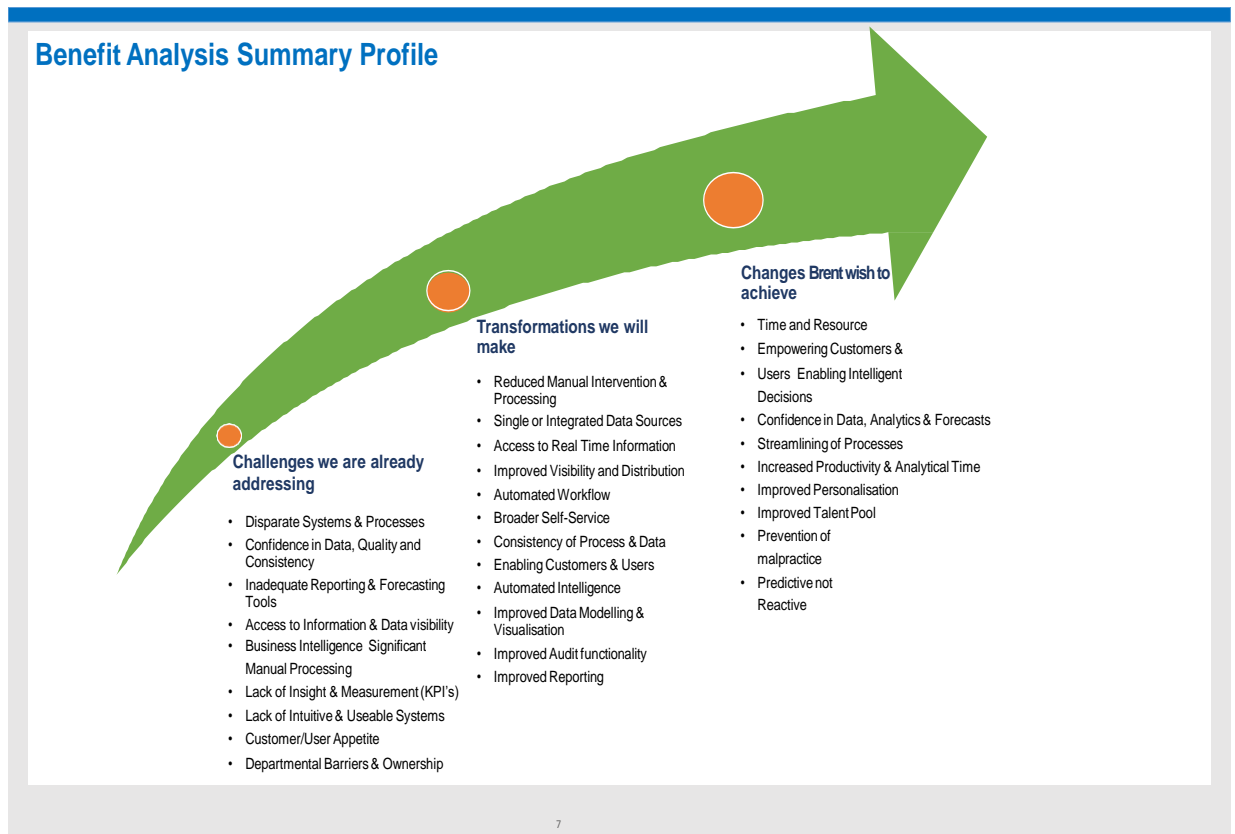 Benefit Analysis Summary Profile
Challenges we are already
addressing
• Disparate Systems & Processes
• Confidence in Data, Quality and
Consistency
• Inadequate Reporting & Forecasting
Tools
• Access to Information & Data visibility
• Business Intelligence Significant
Manual Processing
• Lack of Insight & Measurement (KPI's)
• Lack of Intuitive & Useable Systems
• Customer/User Appetite
• Departmental Barriers & Ownership
Transformations we will
make
• Reduced Manual Intervention &
Processing
• Single or Integrated Data Sources
• Access to Real Time Information
• Improved Visibility and Distribution
• Automated Workflow
• Broader Self-Service
• Consistency of Process & Data
• Enabling Customers & Users
• Automated Intelligence
• Improved Data Modelling &
Visualisation
• Improved Audit functionality
• Improved Reporting
Changes Brent wish to
achieve
• Time and Resource
• Empowering Customers &
• Users Enabling Intelligent
Decisions
• Confidence in Data, Analytics & Forecasts
• Streamlining of Processes
• Increased Productivity & Analytical Time
• Improved Personalisation
• Improved Talent Pool
• Prevention of
malpractice
• Predictive not
Reactive
7